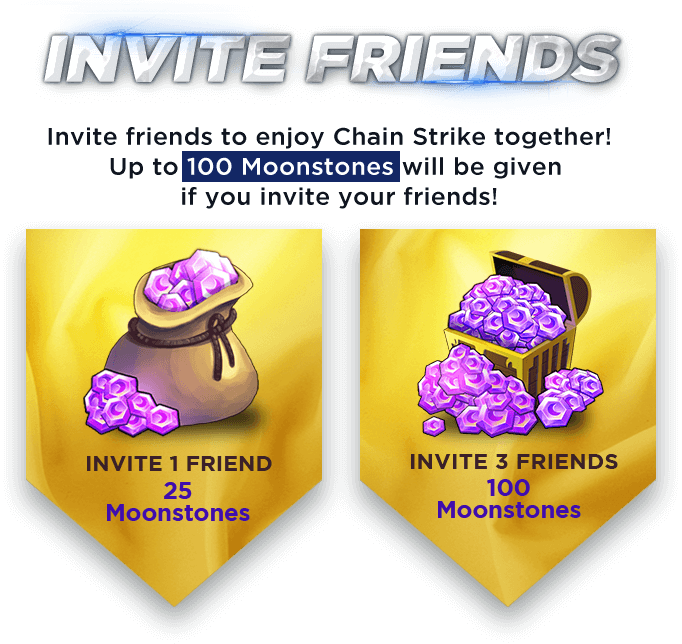 INVITE FRIENDS
Invite friends to enjoy Chain Strike together!
Up to 100 Moonstones will be given
if you invite your friends!
INVITE 1 FRIEND
25
Moonstones
INVITE 3 FRIENDS
100
Moonstones